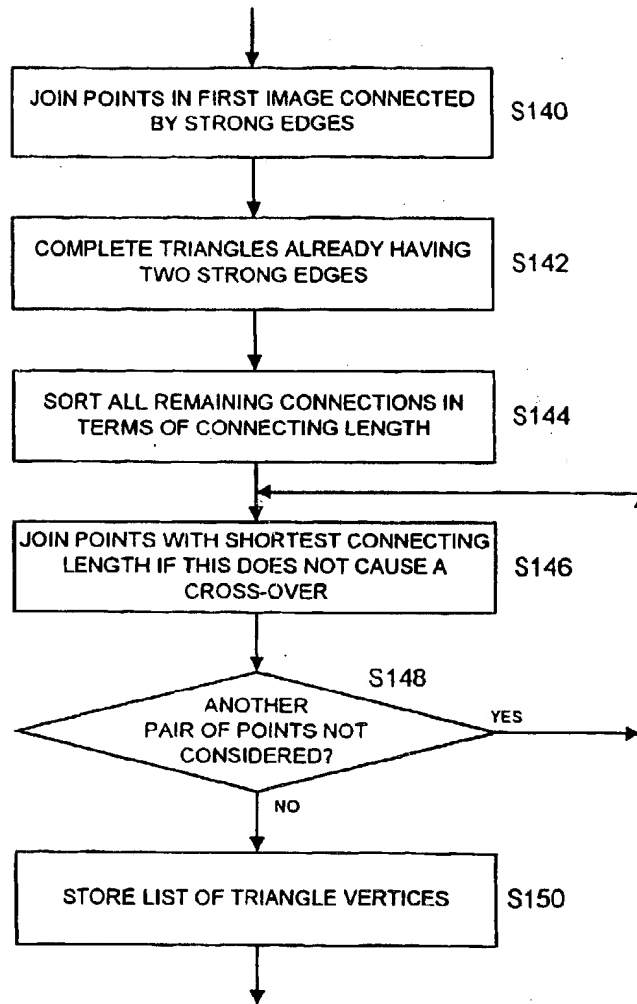 JOIN POINTS IN FIRST IMAGE CONNECTED
BY STRONG EDGES
S140
COMPLETE TRIANGLES ALREADY HAVING
TWO STRONG EDGES
S142
SORT ALL REMAINING CONNECTIONS IN
TERMS OF CONNECTING LENGTH
S144
JOIN POINTS WITH SHORTEST CONNECTING
LENGTH IF THIS DOES NOT CAUSE A
CROSS-OVER
S146
S148
ANOTHER
PAIR OF POINTS NOT
CONSIDERED?
YES
NO
STORE LIST OF TRIANGLE VERTICES
S150